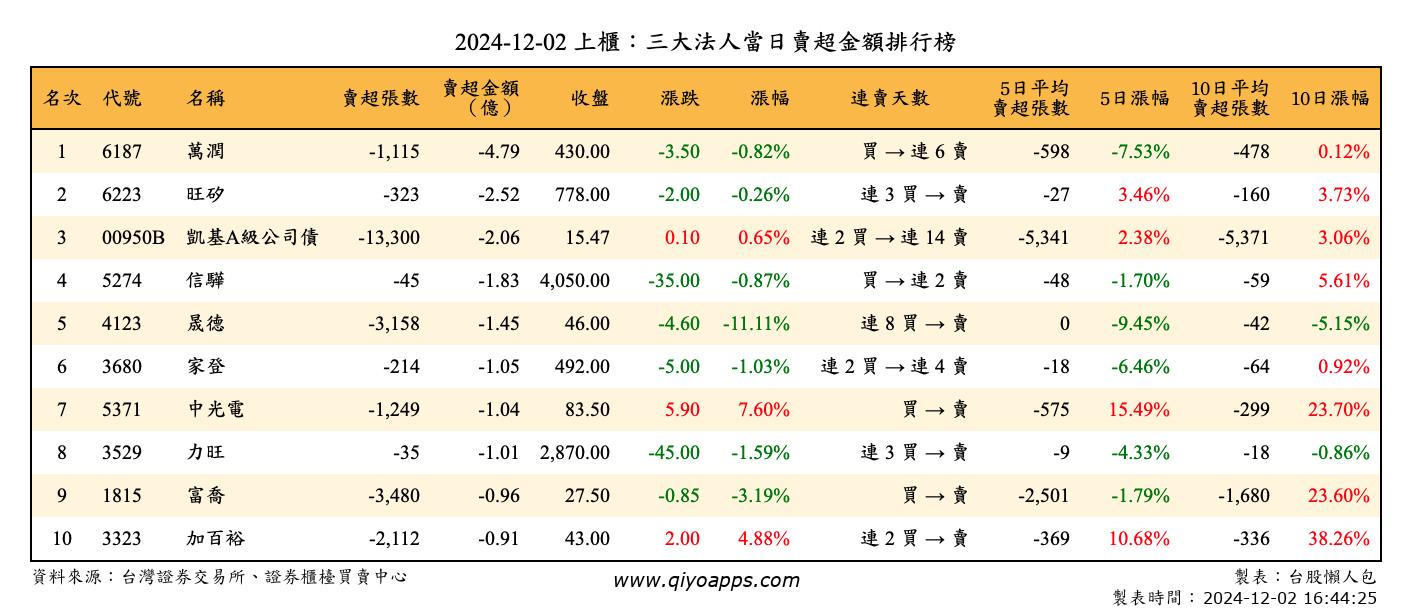 2024-12-02 上櫃：三大法人當日賣超金額排行榜
名次 代號 名稱 賣超張數 賣超金額（億） 收盤 漲跌 漲幅 連賣天數 5日平均賣超張數 5日漲幅 10日平均賣超張數 10日漲幅
1 6187 萬潤 -1,115 -4.79 430.00 -3.50 -0.82% 買 → 連 6 賣 -598 -7.53% -478 0.12%
2 6223 旺矽 -323 -2.52 778.00 -2.00 -0.26% 連 3 買 → 賣 -27 3.46% -160 3.73%
3 00950B 凱基A級公司債 -13,300 -2.06 15.47 0.10 0.65% 連 2 買 → 連 14 賣 -5,341 2.38% -5,371 3.06%
4 5274 信驊 -45 -1.83 4,050.00 -35.00 -0.87% 買 → 連 2 賣 -48 -1.70% -59 5.61%
5 4123 晟德 -3,158 -1.45 46.00 -4.60 -11.11% 連 8 買 → 賣 0 -9.45% -42 -5.15%
6 3680 家登 -214 -1.05 492.00 -5.00 -1.03% 連 2 買 → 連 4 賣 -18 -6.46% -64 0.92%
7 5371 中光電 -1,249 -1.04 83.50 5.90 7.60% 買 → 賣 -575 15.49% -299 23.70%
8 3529 力旺 -35 -1.01 2,870.00 -45.00 -1.59% 連 3 買 → 賣 -9 -4.33% -18 -0.86%
9 1815 富喬 -3,480 -0.96 27.50 -0.85 -3.19% 買 → 賣 -2,501 -1.79% -1,680 23.60%
10 3323 加百裕 -2,112 -0.91 43.00 2.00 4.88% 連 2 買 → 賣 -369 10.68% -336 38.26%
資料來源：台灣證券交易所、證券櫃檯買賣中心 www.qiyoapps.com 製表：台股懶人包
製表時間：2024-12-02 16:44:25